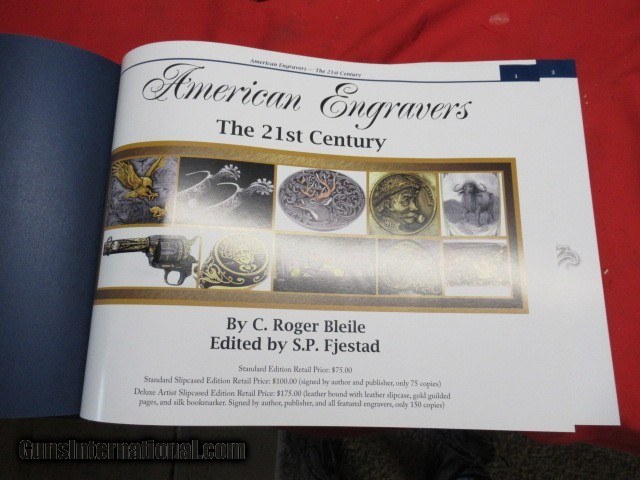 American Engravers — The 21st Century
1
3
American Engravers
The 21st Century
By C. Roger Bleile
Edited by S.P. Fjestad
Standard Edition Retail Price: $75.00
Standard Slipcased Edition Retail Price: $100.00 (signed by author and publisher, only 75 copies)
Deluxe Artist Slipcased Edition Retail Price: $175.00 (leather bound with leather slipcase, gold guilded
pages, and silk bookmarker. Signed by author, publisher, and all featured engravers, only 150 copies)
GunsInternational.com